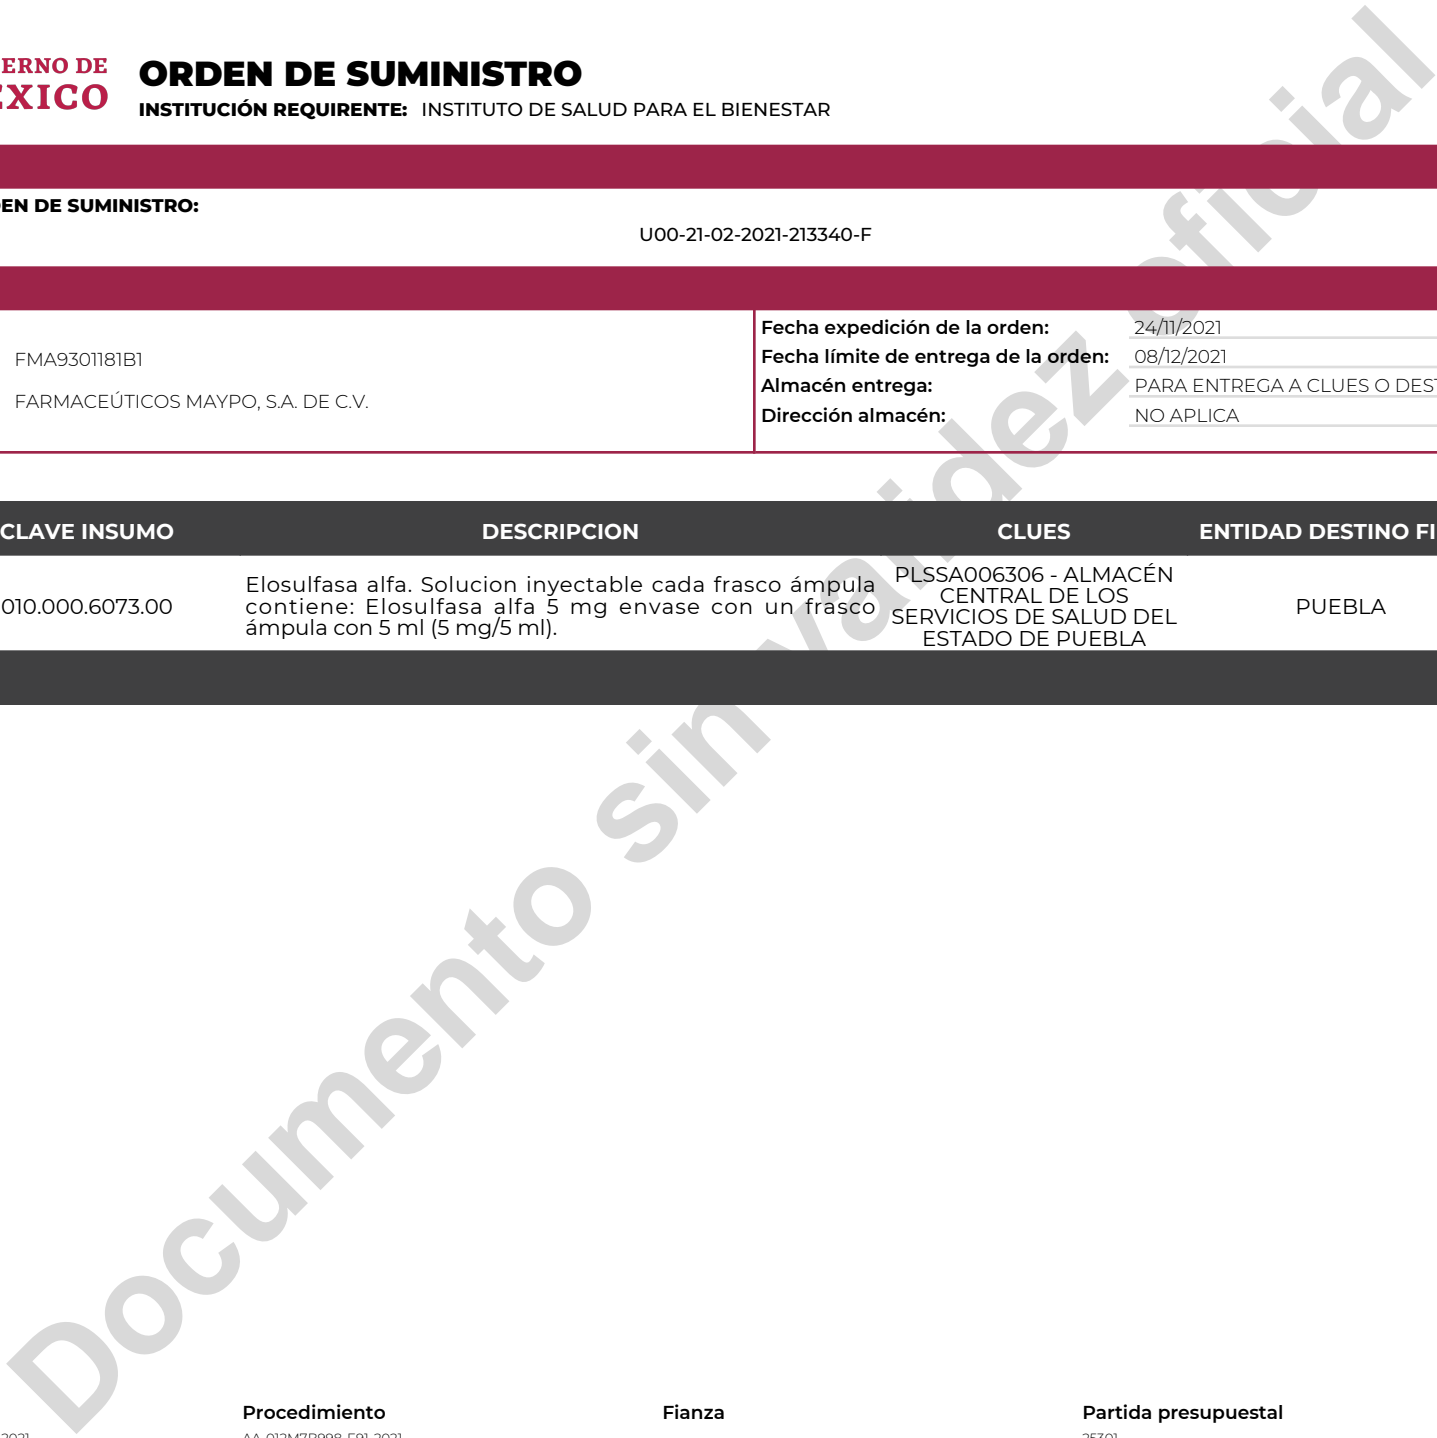 ERNO DE
ÉXICO
ORDEN DE SUMINISTRO
INSTITUCIÓN REQUIRENTE: INSTITUTO DE SALUD PARA EL BIENESTAR
EN DE SUMINISTRO:
U00-21-02-2021-213340-F
FMA9301181B1
FARMACEÚTICOS MAYPO, S.A. DE C.V.
Fecha expedición de la orden: 24/11/2021
Fecha límite de entrega de la orden: 08/12/2021
Almacén entrega: PARA ENTREGA A CLUES O DEST
Dirección almacén: NO APLICA
CLAVE INSUMO DESCRIPCION CLUES ENTIDAD DESTINO FI
010.000.6073.00
Elosulfasa alfa. Solucion inyectable cada frasco ámpula
contiene: Elosulfasa alfa 5 mg envase con un frasco
ámpula con 5 ml (5 mg/5 ml).
PLSSA006306 - ALMACÉN
CENTRAL DE LOS
SERVICIOS DE SALUD DEL
ESTADO DE PUEBLA
PUEBLA
Documento sin validez oficial
Procedimiento Fianza Partida presupuestal